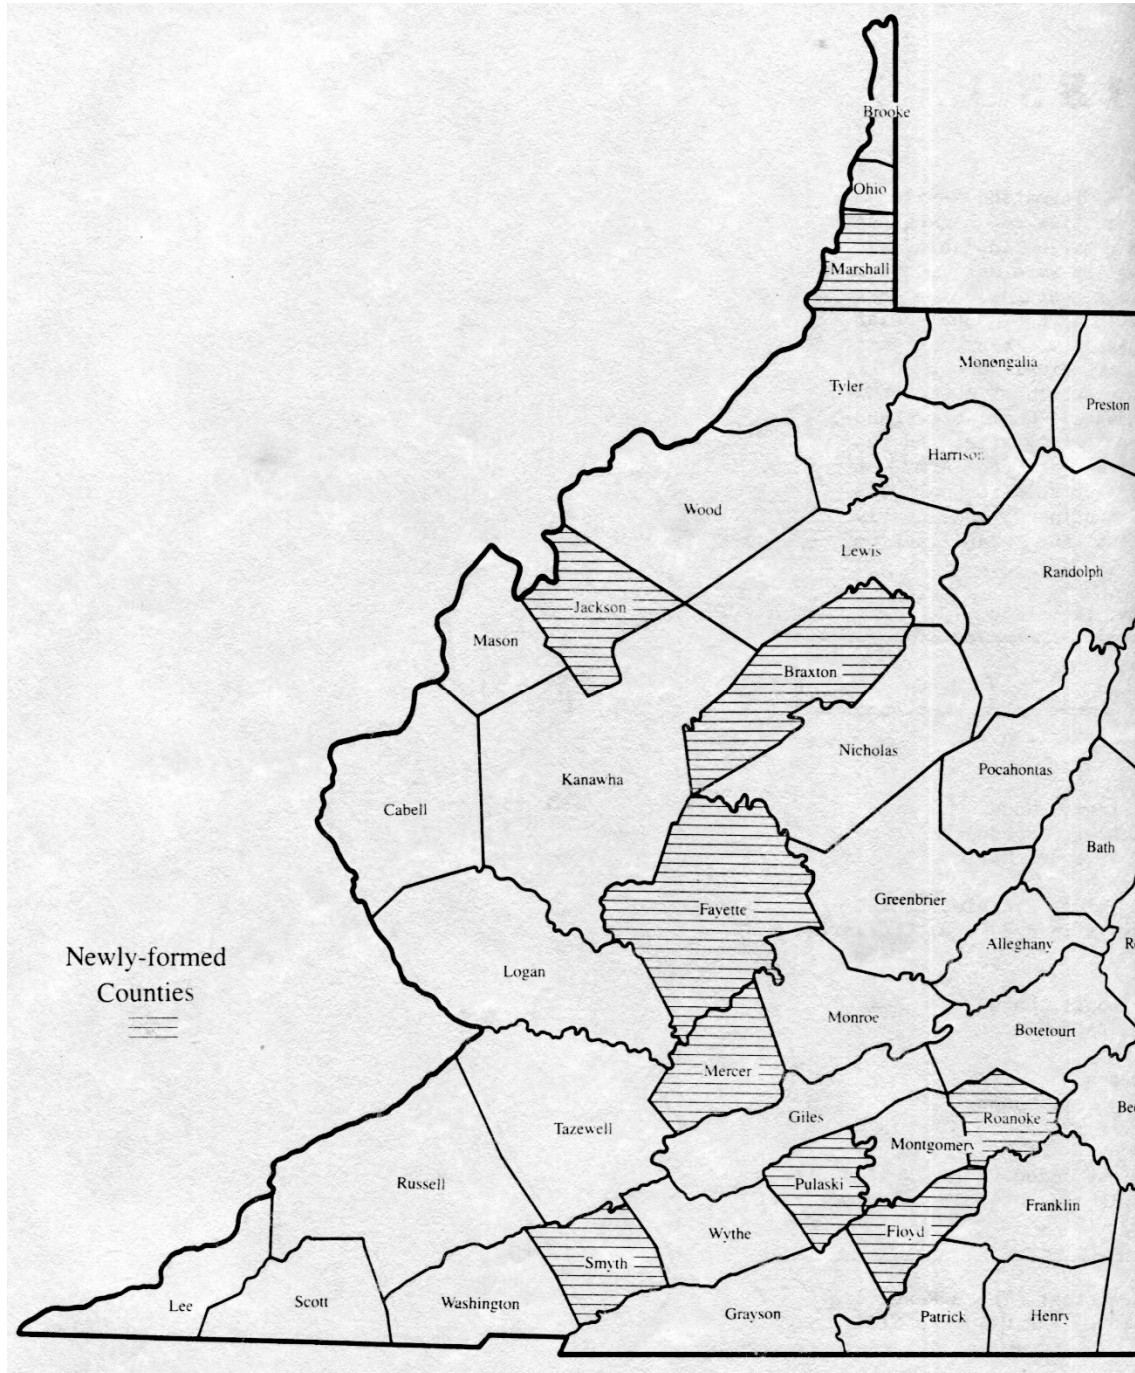 Brooke
Ohio
Marshall
Monongalia
Tyler
Preston
Harrison
Wood
Lewis
Randolph
Jackson
Mason
Braxton
Nicholas
Pocahontas
Kanawha
Cabell
Bath
Greenbrier
Fayette
Alleghany
Newly-formed
Counties
Logan
Monroe
Botetourt
Mercer
Giles
Roanoke
Tazewell
Montgomery
Russell
Pulaski
Franklin
Wythe
Floyd
Smyth
Lee
Scott
Washington
Grayson
Patrick
Henry